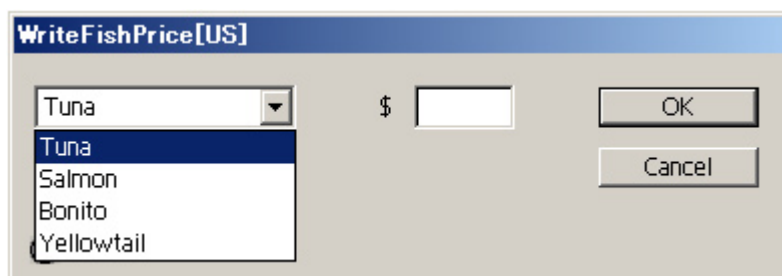 WriteFishPrice[US]
Tuna
$
OK
Tuna
Salmon
Cancel
Bonito
Yellowtail